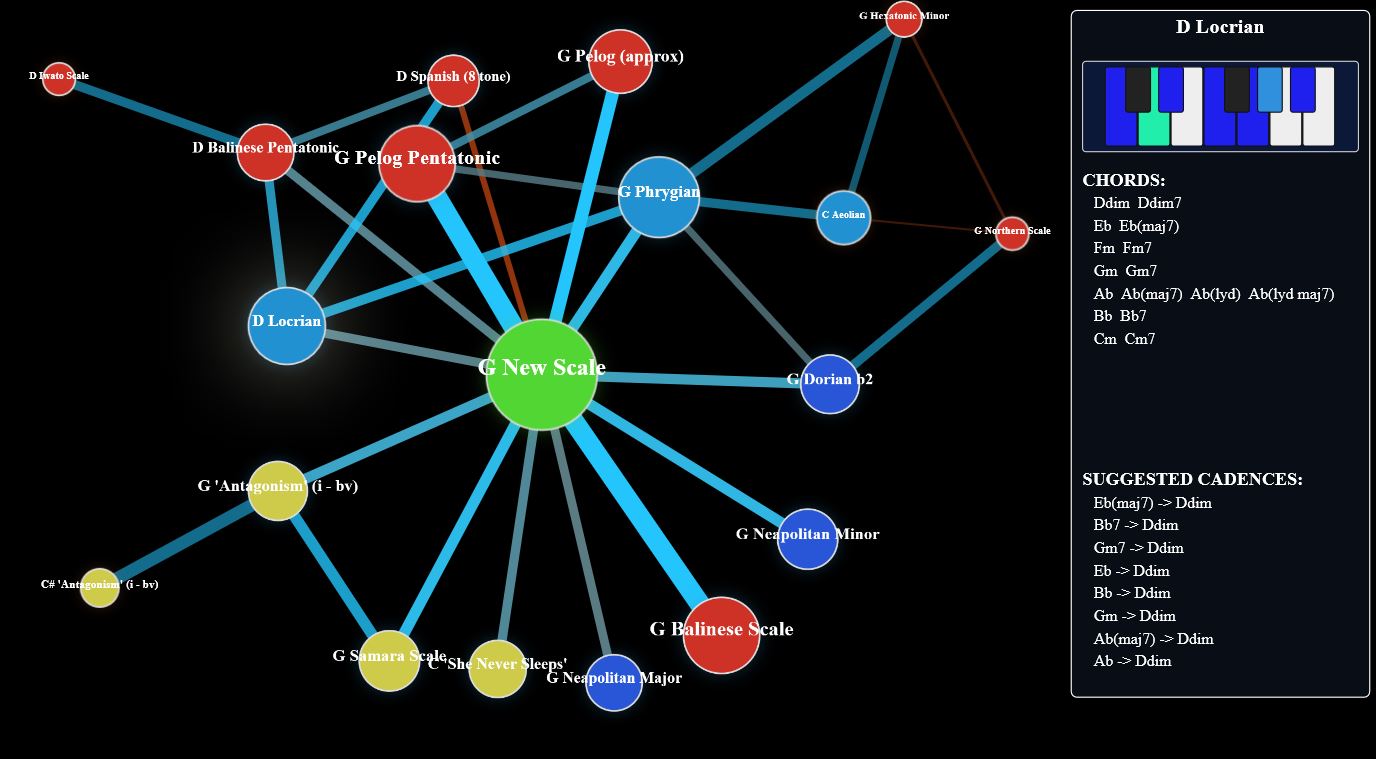 G Hexatonic Minor
D Locrian
G Pelog (approx)
D Iwato Scale
D Spanish (8 tone)
D Balinese Pentatonic
G Pelog Pentatonic
G Phrygian
C Aeolian
G Northern Scale
D Locrian
G New Scale
G Dorian b2
G 'Antagonism' (i - bv)
G Neapolitan Minor
C# 'Antagonism' (i - bv)
G Balinese Scale
G Samara Scale
C 'She Never Sleeps'
G Neapolitan Major
CHORDS:
Ddim Ddim7
Eb Eb(maj7)
Fm Fm7
Gm Gm7
Ab Ab(maj7) Ab(lyd) Ab(lyd maj7)
Bb Bb7
Cm Cm7
SUGGESTED CADENCES:
Eb(maj7) -> Ddim
Bb7 -> Ddim
Gm7 -> Ddim
Eb -> Ddim
Bb -> Ddim
Gm -> Ddim
Ab(maj7) -> Ddim
Ab -> Ddim